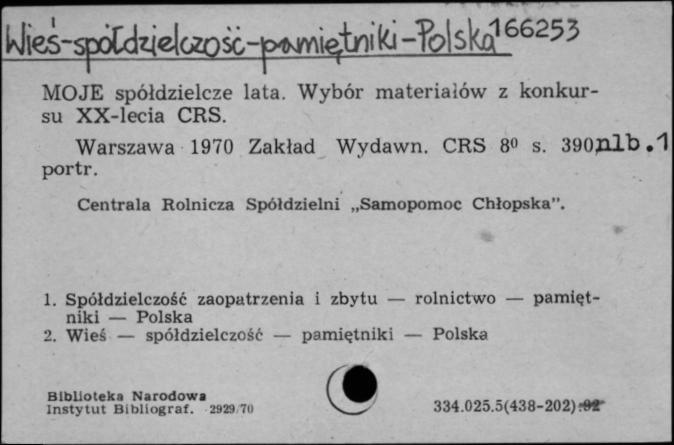 Wieś-spółdzielczość-pamiętniki-Polska 166253
MOJE spółdzielcze lata. Wybór materiałów z konkur-
su XX-lecia CRS.
Warszawa 1970 Zakład Wydawn. CRS 8⁰ s. 390, nlb. 1
portr.
Centrala Rolnicza Spółdzielni „Samopomoc Chłopska”.
1. Spółdzielczość zaopatrzenia i zbytu — rolnictwo — pamięt-
niki — Polska
2. Wieś — spółdzielczość — pamiętniki — Polska
Biblioteka Narodowa
Instytut Bibliograf. 2929/70
334.025.5(438-202):92